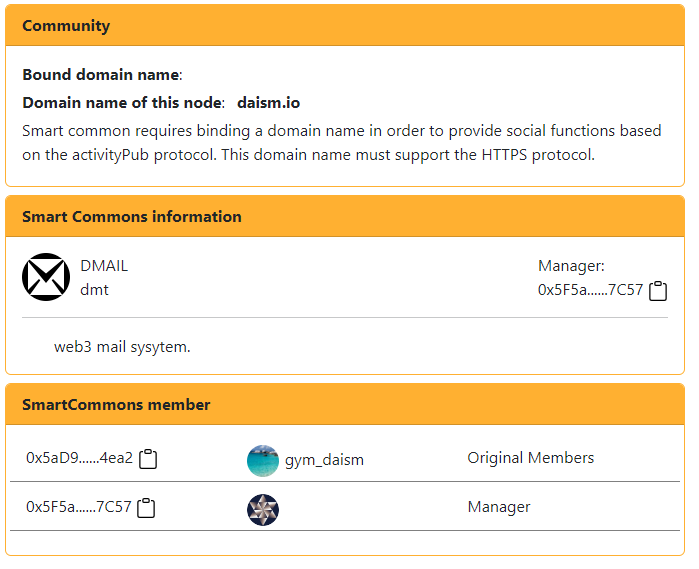 Community
Bound domain name:
Domain name of this node: daism.io
Smart common requires binding a domain name in order to provide social functions based
on the activityPub protocol. This domain name must support the HTTPS protocol.
Smart Commons information
DMAIL
dmt
Manager:
0x5F5a......7C57
web3 mail sysytem.
SmartCommons member
0x5aD9......4ea2 gym_daism Original Members
0x5F5a......7C57 Manager